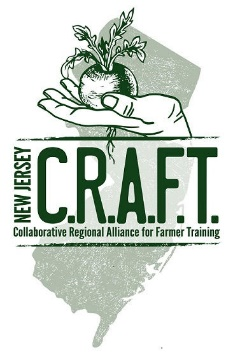 NEW JERSEY
C.R.A.F.T.
Collaborative Regional Alliance for Farmer Training